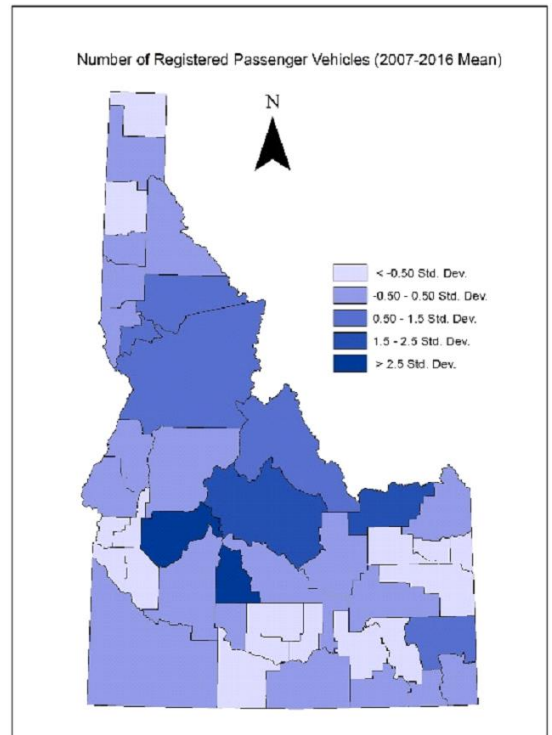 Number of Registered Passenger Vehicles (2007-2016 Mean)
N
< -0.50 Std. Dev.
-0.50 - 0.50 Std. Dev.
0.50 - 1.5 Std. Dev.
1.5 - 2.5 Std. Dev.
> 2.5 Std. Dev.